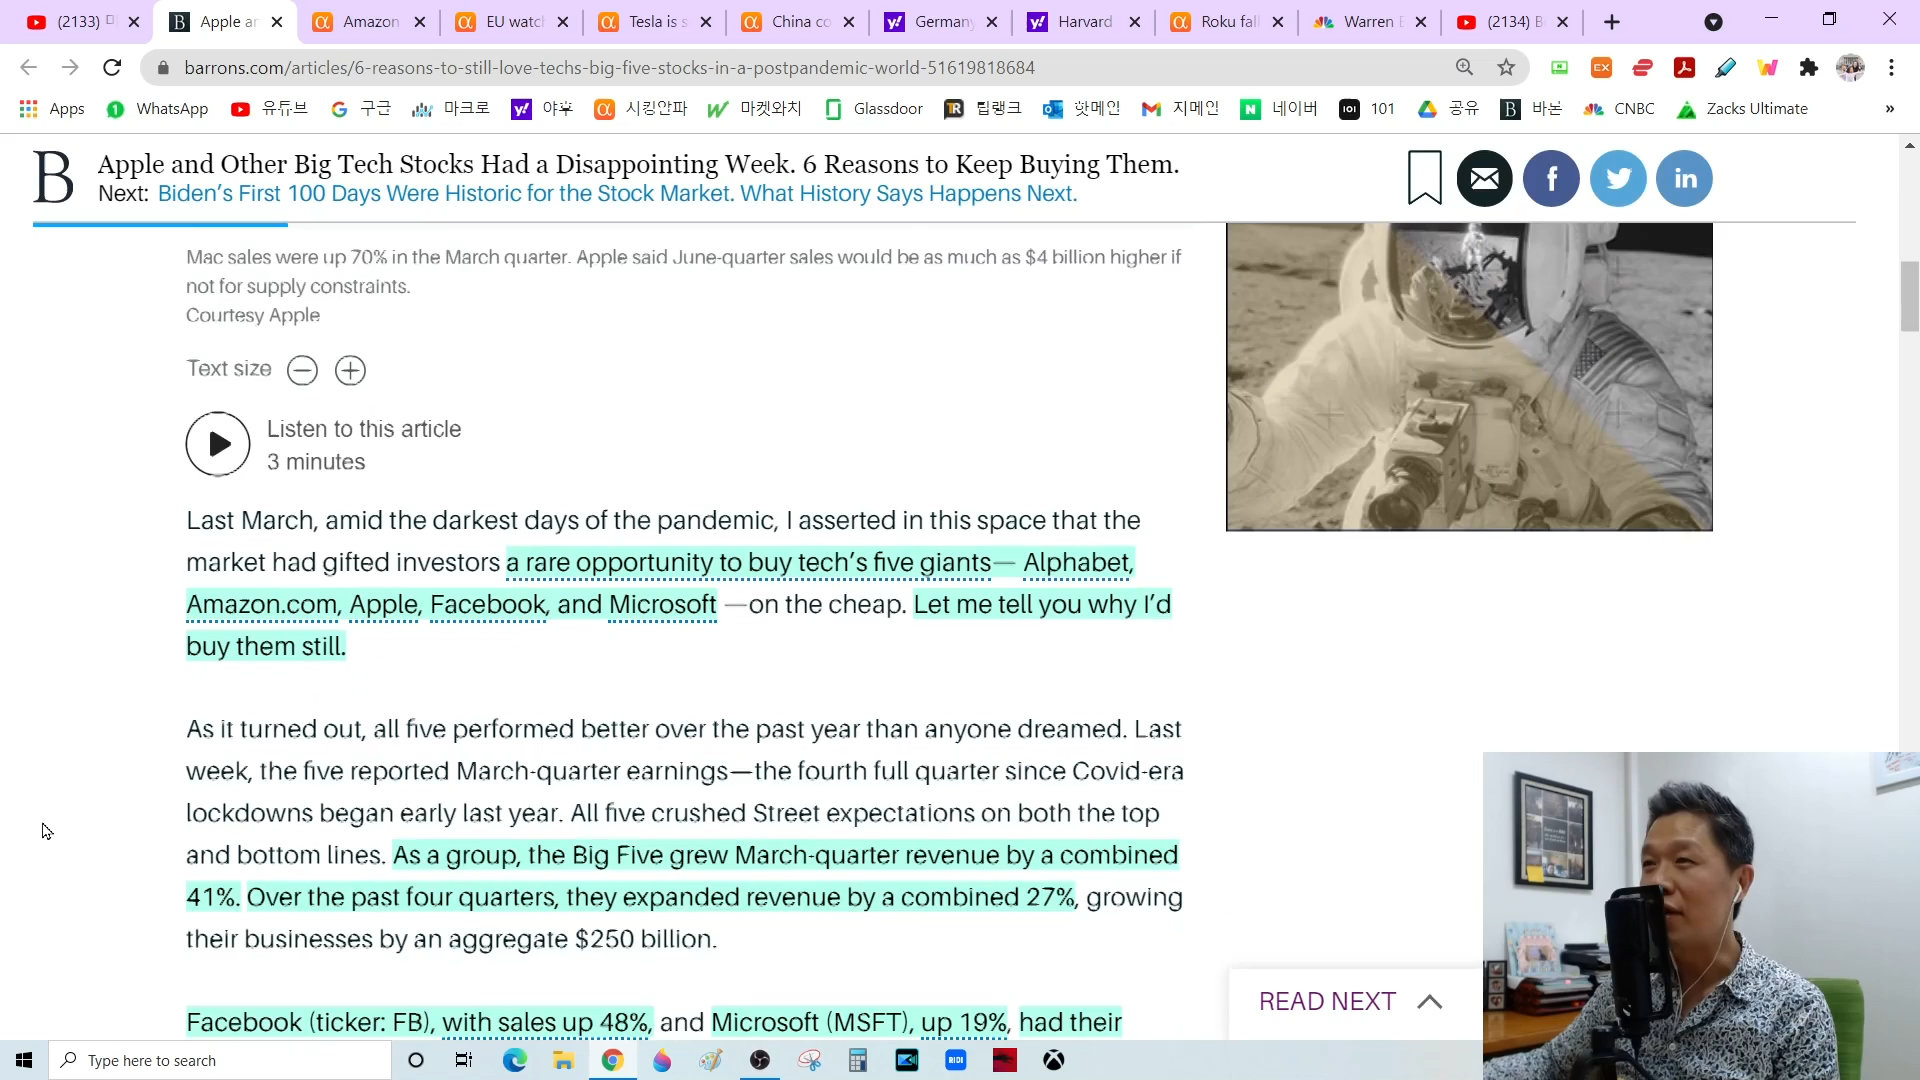 (2133)
Apple an
Amazon
EU watc
Tesla is s
China co
Germany
Harvard
Roku fal
Warren
(2134) B
barrons.com/articles/6-reasons-to-still-love-techs-big-five-stocks-in-a-postpandemic-world-51619818684
Apps
WhatsApp
유튜브
구글
마크로
야후
시킹알파
마켓와치
Glassdoor
팁랭크
핫메인
지메인
네이버
101
공유
바론
CNBC
Zacks Ultimate
»
B
Apple and Other Big Tech Stocks Had a Disappointing Week. 6 Reasons to Keep Buying Them.
Next: Biden's First 100 Days Were Historic for the Stock Market. What History Says Happens Next.
Mac sales were up 70% in the March quarter. Apple said June-quarter sales would be as much as $4 billion higher if
not for supply constraints.
Courtesy Apple
Text size
Listen to this article
3 minutes
Last March, amid the darkest days of the pandemic, I asserted in this space that the
market had gifted investors a rare opportunity to buy tech's five giants— Alphabet,
Amazon.com, Apple, Facebook, and Microsoft —on the cheap. Let me tell you why I'd
buy them still.
As it turned out, all five performed better over the past year than anyone dreamed. Last
week, the five reported March-quarter earnings—the fourth full quarter since Covid-era
lockdowns began early last year. All five crushed Street expectations on both the top
and bottom lines. As a group, the Big Five grew March-quarter revenue by a combined
41%. Over the past four quarters, they expanded revenue by a combined 27%, growing
their businesses by an aggregate $250 billion.
READ NEXT
Facebook (ticker: FB), with sales up 48%, and Microsoft (MSFT), up 19%, had their
Type here to search
RIDI